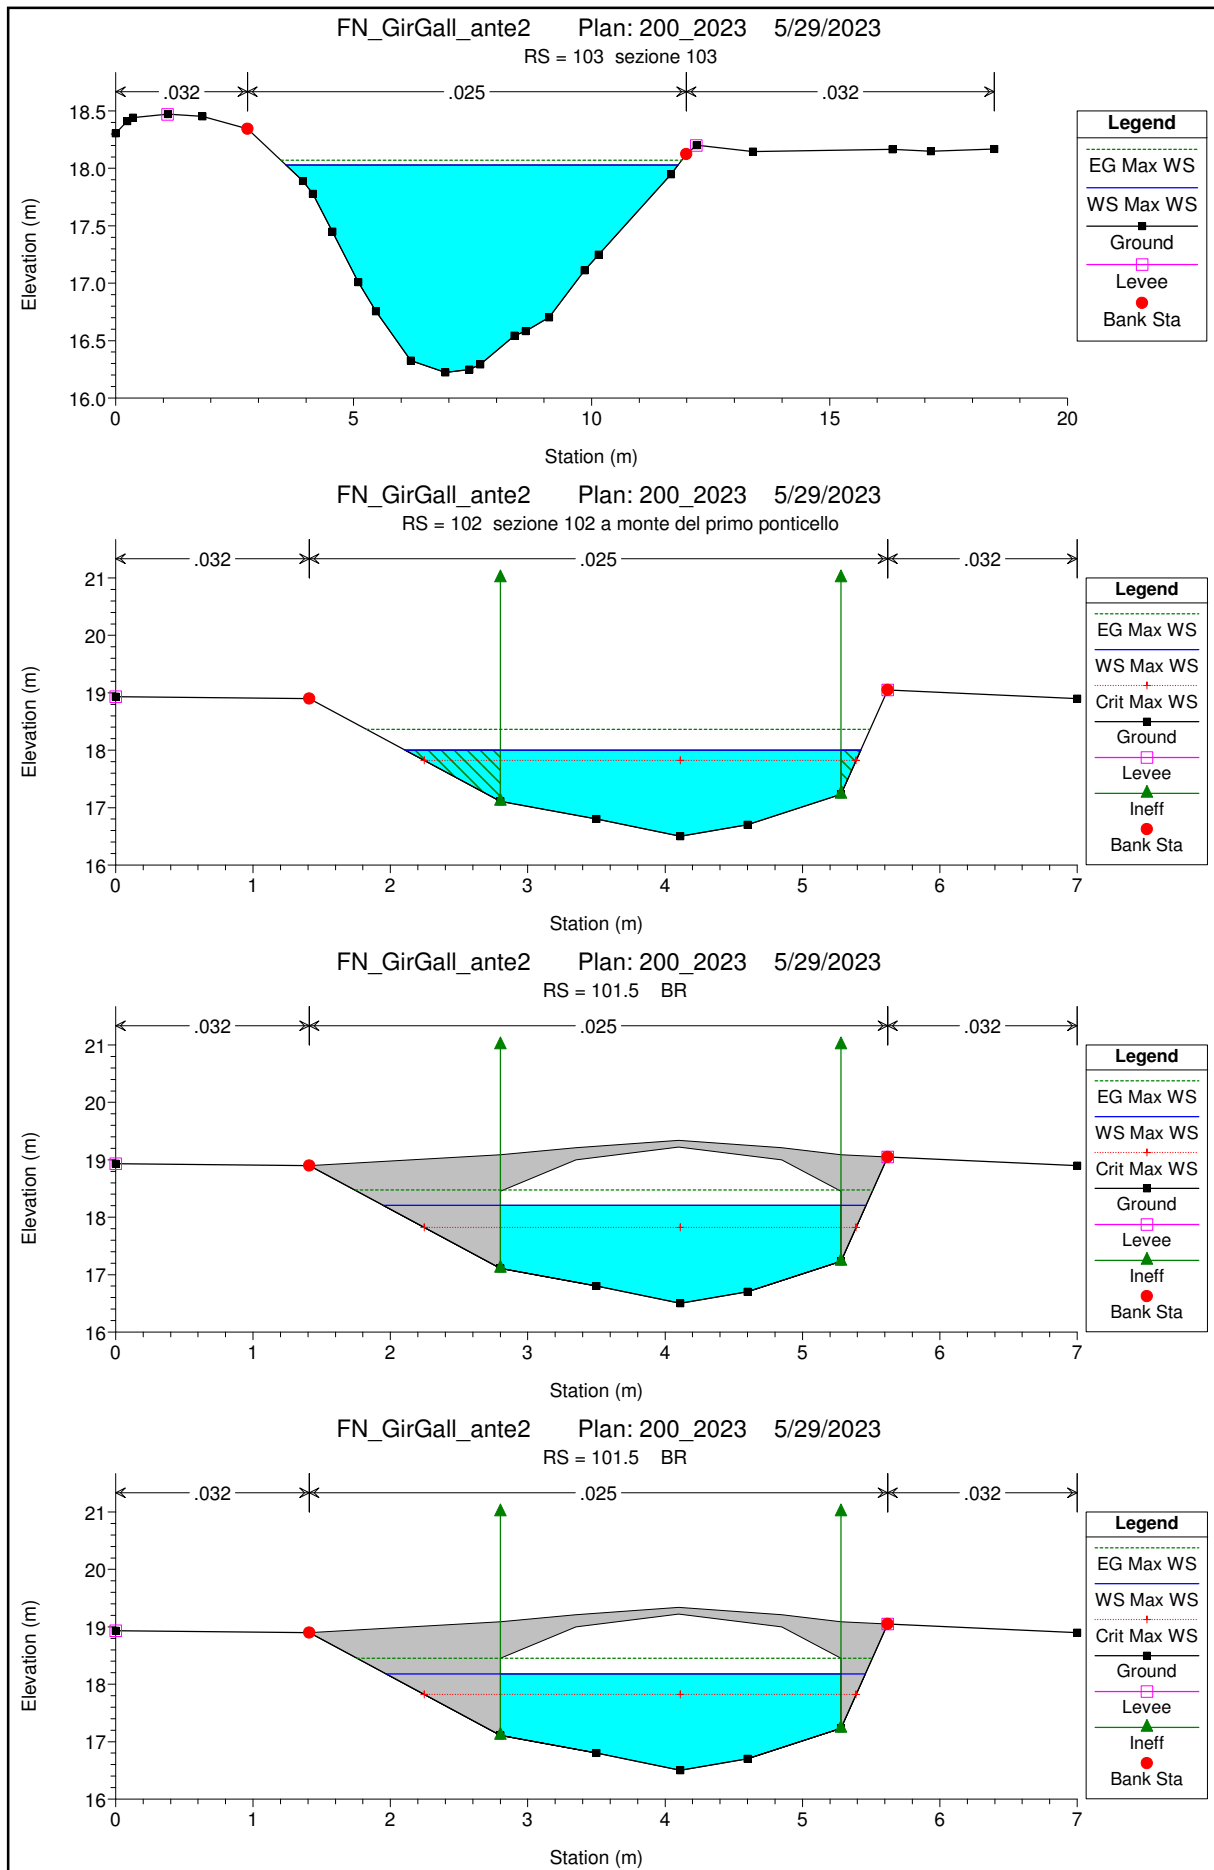 FN_GirGall_ante2 Plan: 200_2023 5/29/2023
RS = 103 sezione 103
.032 .025 .032
18.5
18.0
17.5
17.0
16.5
16.0
Elevation (m)
0 5 10 15 20
Station (m)
Legend
EG Max WS
WS Max WS
Ground
Levee
Bank Sta
FN_GirGall_ante2 Plan: 200_2023 5/29/2023
RS = 102 sezione 102 a monte del primo ponticello
.032 .025 .032
21
20
19
18
17
16
Elevation (m)
0 1 2 3 4 5 6 7
Station (m)
Legend
EG Max WS
WS Max WS
Crit Max WS
Ground
Levee
Ineff
Bank Sta
FN_GirGall_ante2 Plan: 200_2023 5/29/2023
RS = 101.5 BR
.032 .025 .032
21
20
19
18
17
16
Elevation (m)
0 1 2 3 4 5 6 7
Station (m)
Legend
EG Max WS
WS Max WS
Crit Max WS
Ground
Levee
Ineff
Bank Sta
FN_GirGall_ante2 Plan: 200_2023 5/29/2023
RS = 101.5 BR
.032 .025 .032
21
20
19
18
17
16
Elevation (m)
0 1 2 3 4 5 6 7
Station (m)
Legend
EG Max WS
WS Max WS
Crit Max WS
Ground
Levee
Ineff
Bank Sta